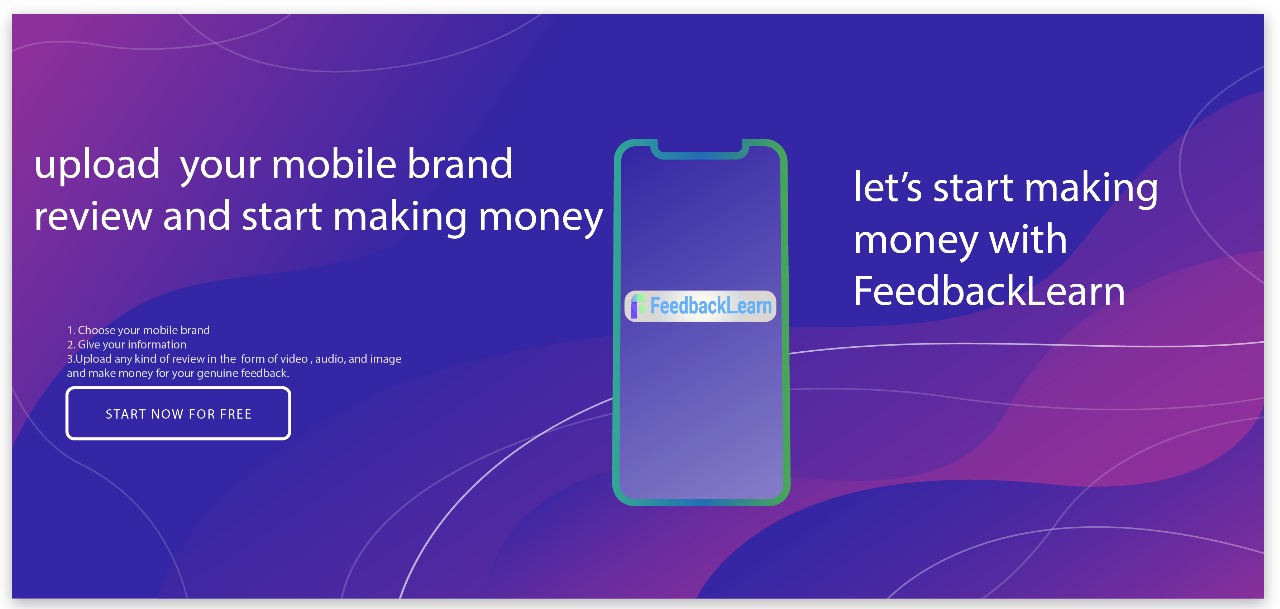 upload  your mobile brand
review and start making money
1. Choose your mobile brand
2. Give your information
3.Upload any kind of review in the  form of video , audio, and image
and make money for your genuine feedback.
START NOW FOR FREE
FeedbackLearn
let’s start making
money with
FeedbackLearn